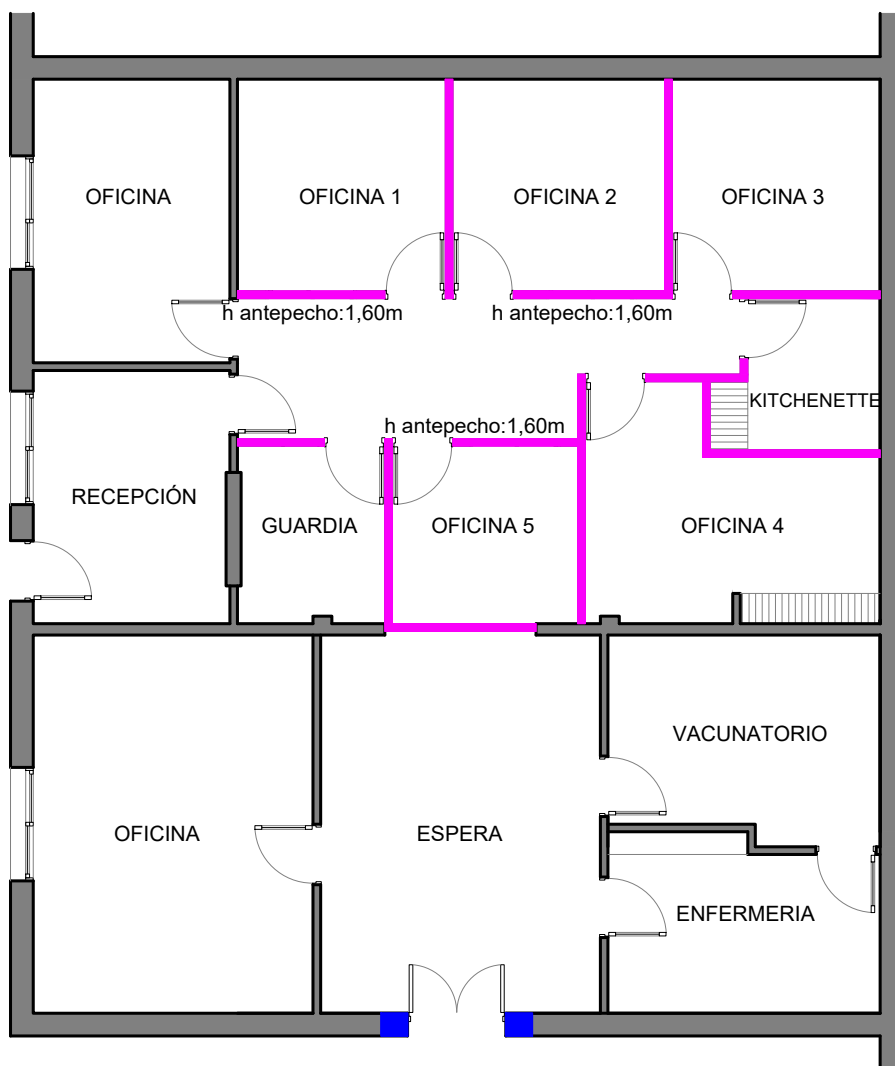 OFICINA
OFICINA 1
OFICINA 2
OFICINA 3
h antepecho:1,60m
h antepecho:1,60m
KITCHENETTE
h antepecho:1,60m
RECEPCIÓN
GUARDIA
OFICINA 5
OFICINA 4
VACUNATORIO
OFICINA
ESPERA
ENFERMERIA